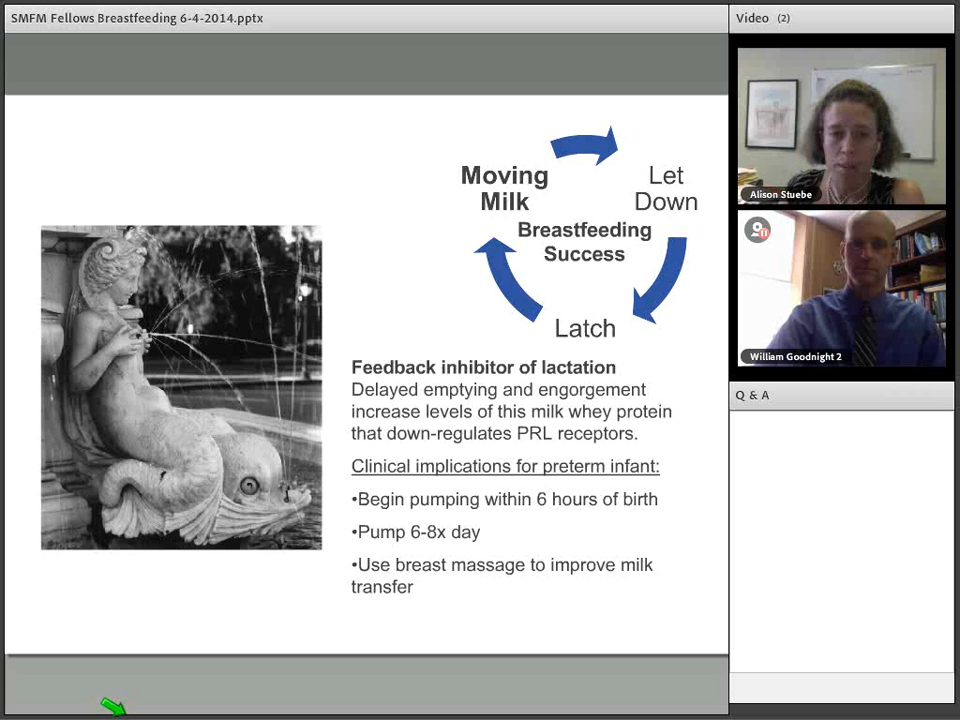 SMFM Fellows Breastfeeding 6-4-2014.pptx
Video (2)
Moving
Milk
Let
Down
Breastfeeding
Success
Latch
Feedback inhibitor of lactation
Delayed emptying and engorgement
increase levels of this milk whey protein
that down-regulates PRL receptors.
Clinical implications for preterm infant:
•Begin pumping within 6 hours of birth
•Pump 6-8x day
•Use breast massage to improve milk
transfer
Alison Stuebe
William Goodnight 2
Q & A